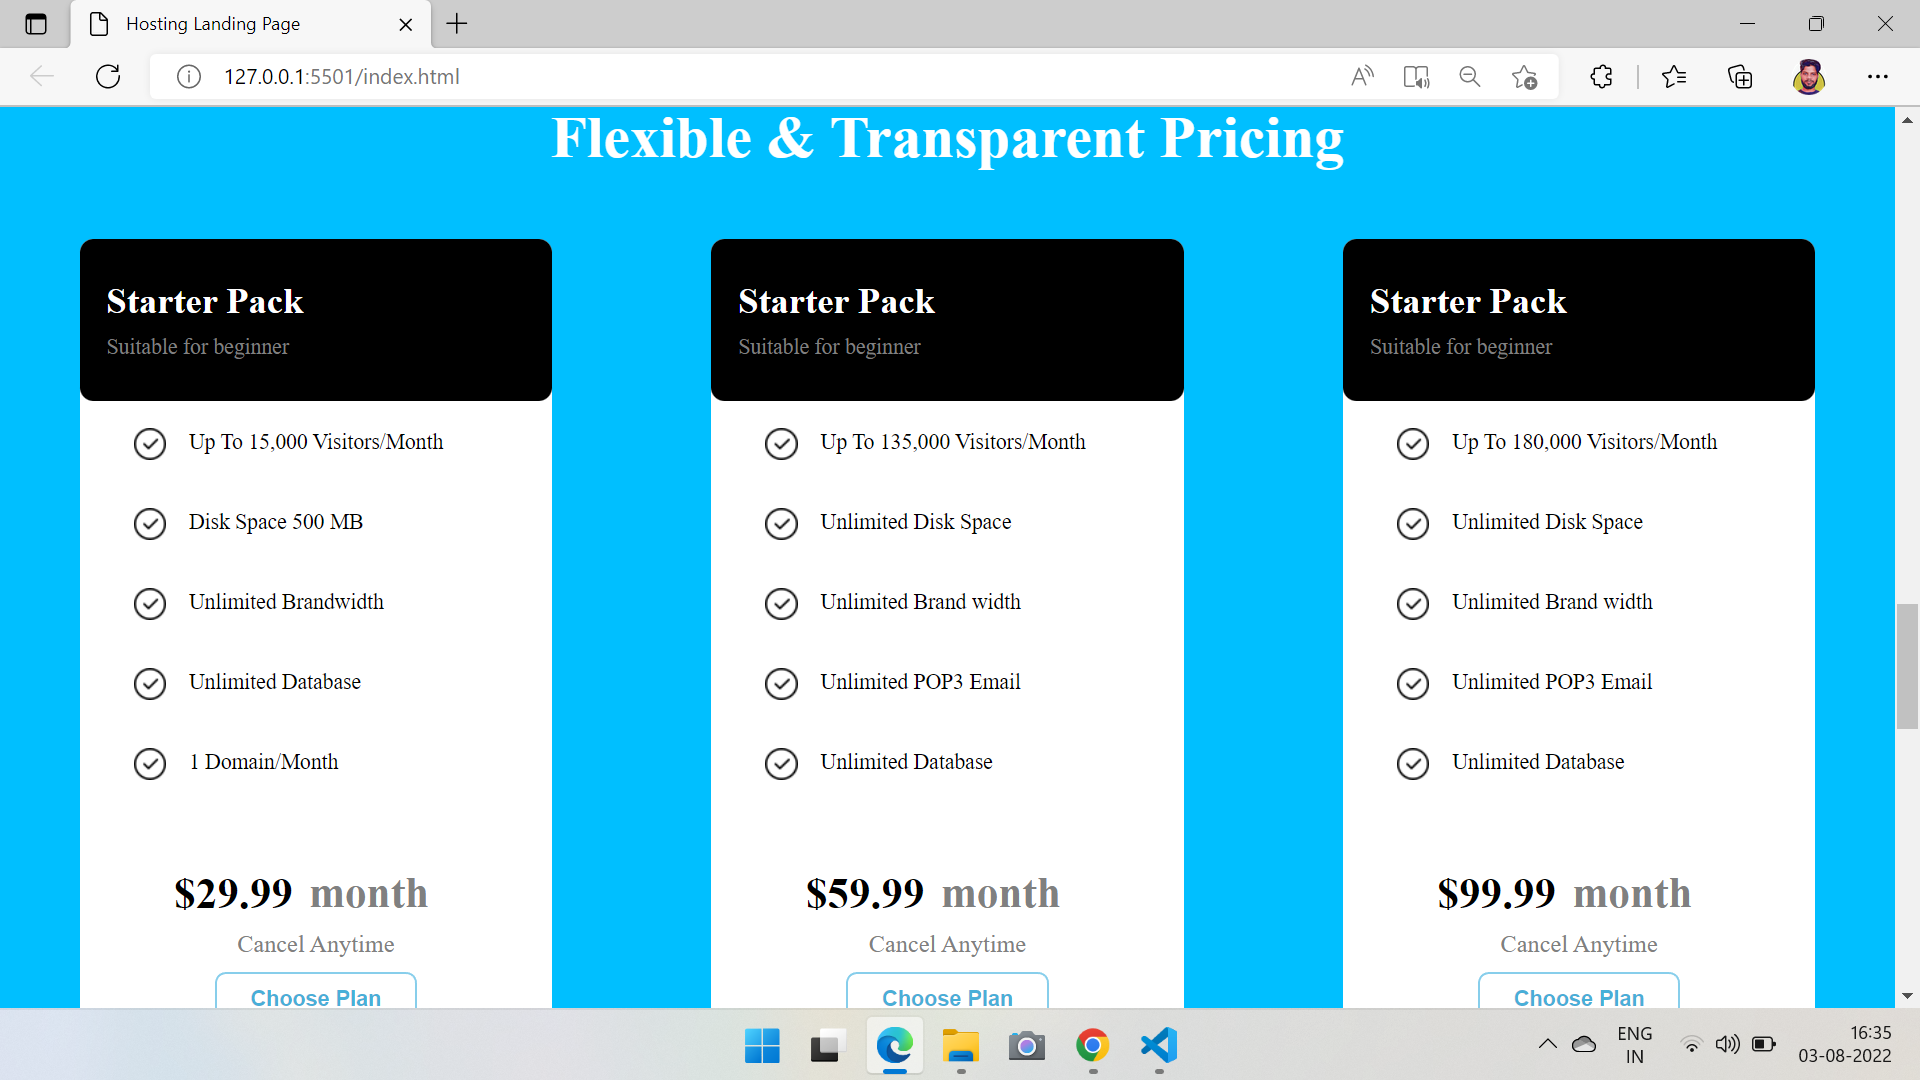 Hosting Landing Page
127.0.0.1:5501/index.html
Flexible & Transparent Pricing
Starter Pack
Suitable for beginner
Up To 15,000 Visitors/Month
Disk Space 500 MB
Unlimited Brandwidth
Unlimited Database
1 Domain/Month
$29.99 month
Cancel Anytime
Choose Plan
Starter Pack
Suitable for beginner
Up To 135,000 Visitors/Month
Unlimited Disk Space
Unlimited Brand width
Unlimited POP3 Email
Unlimited Database
$59.99 month
Cancel Anytime
Choose Plan
Starter Pack
Suitable for beginner
Up To 180,000 Visitors/Month
Unlimited Disk Space
Unlimited Brand width
Unlimited POP3 Email
Unlimited Database
$99.99 month
Cancel Anytime
Choose Plan
ENG
IN
16:35
03-08-2022